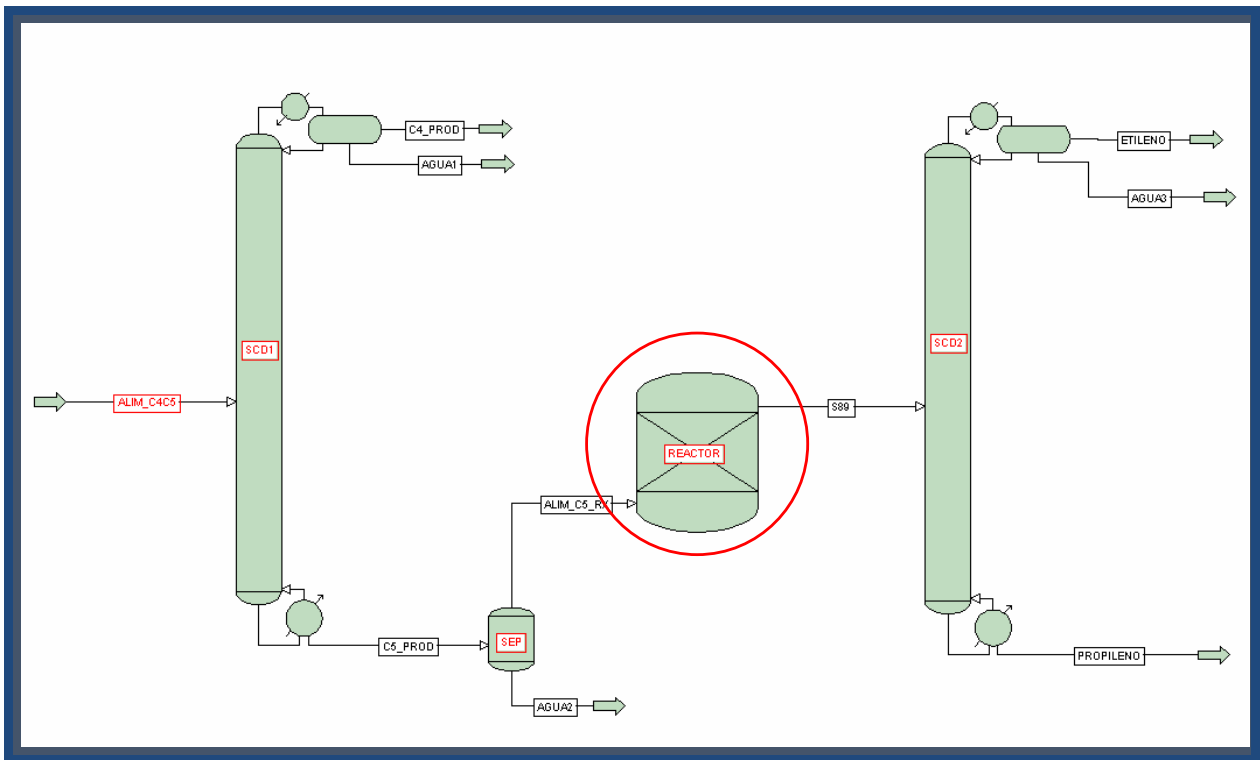 C4_PROD
AGUA1
SCD1
ALIM_C4C5
C5_PROD
SEP
AGUA2
ALIM_C5_RX
REACTOR
S89
SCD2
ETILENO
AGUA3
PROPILENO